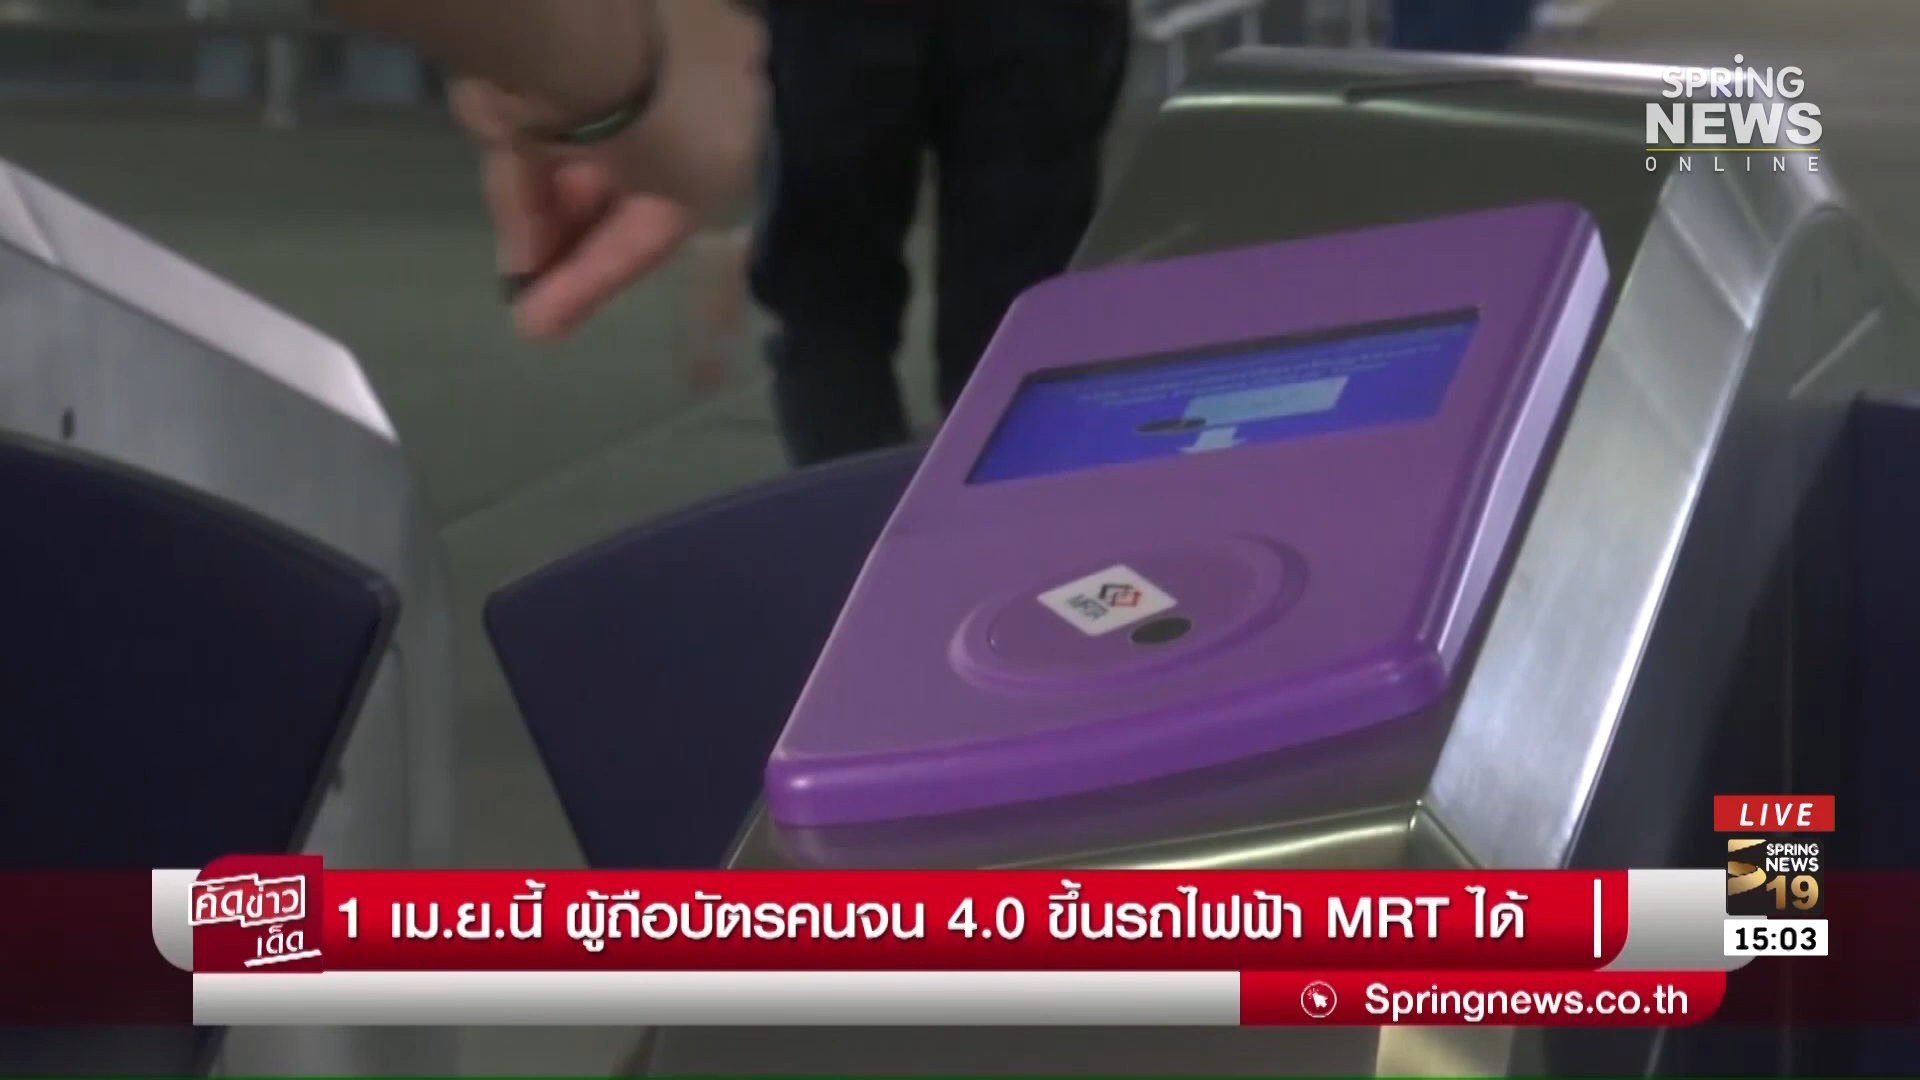 SPRING
NEWS
ONLINE
MRTA
LIVE
SPRING
NEWS
19
15:03
คัดข่าว
เด็ด
1 เม.ย.นี้ ผู้ถือบัตรคนจน 4.0 ขึ้นรถไฟฟ้า MRT ได้
Springnews.co.th